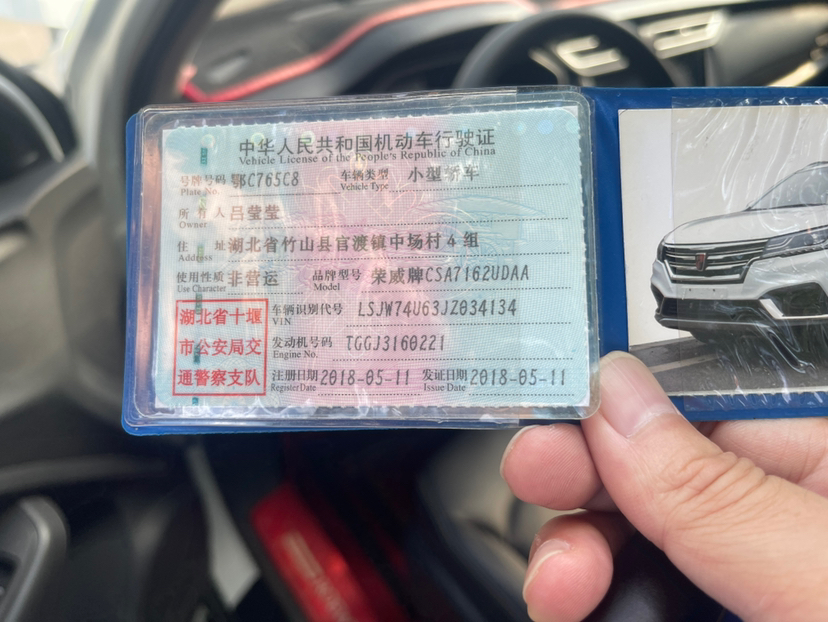 中华人民共和国机动车行驶证
Vehicle License of the People's Republic of China
号牌号码 鄂C765C8 车辆类型 小型轿车
Plate No. Vehicle Type
所有人 吕莹莹
Owner
住址 湖北省竹山县官渡镇中场村4组
Address
使用性质 非营运 品牌型号 荣威牌CSA7162UDAA
Use Character Model
湖北省十堰
市公安局交
通警察支队
车辆识别代号 LSJW74U63JZ034134
VIN
发动机号码 TGGJ3160221
Engine No.
注册日期 2018-05-11 发证日期 2018-05-11
Register Date Issue Date